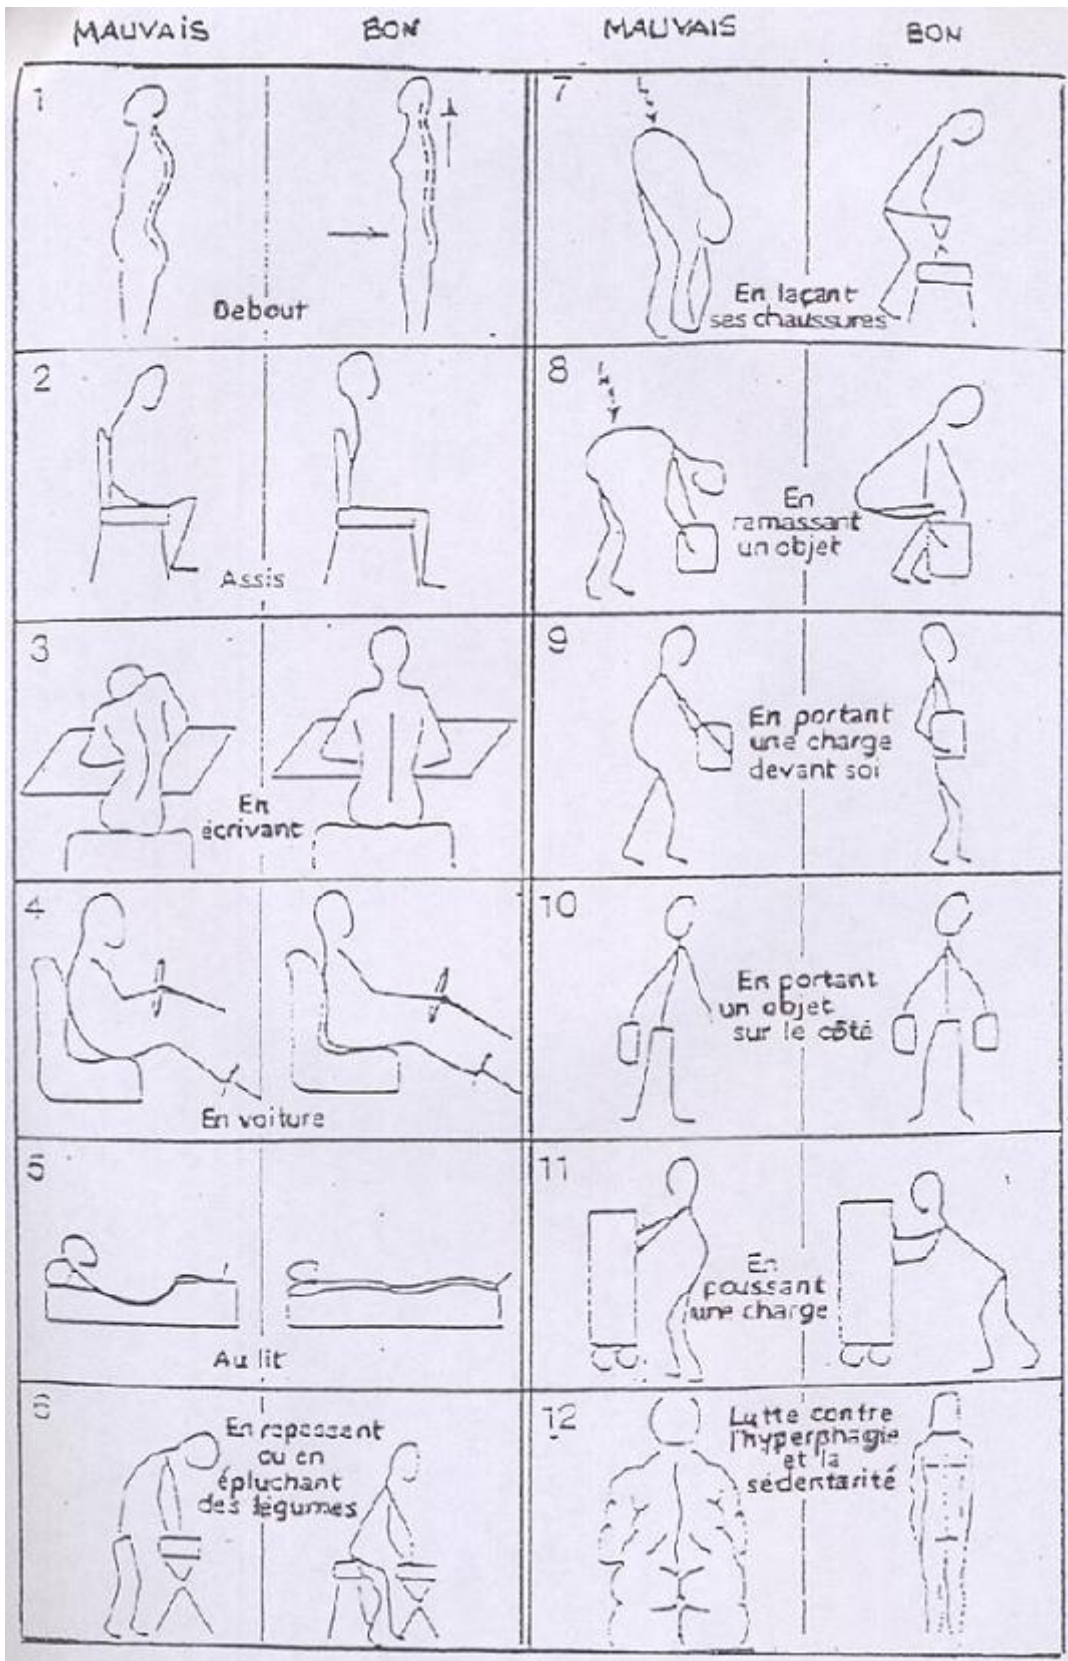 MAUVAIS BON MAUVAIS BON
1
Debout
2
Assis
3
En
écrivant
4
En voiture
5
Au lit
6
En repassant
ou en
épluchant
des légumes
7
En laçant
ses chaussures
8
En
ramassant
un objet
9
En portant
une charge
devant soi
10
En portant
un objet
sur le côté
11
En
poussant
une charge
12
Lutte contre
l'hyperphagie
et la
sédentarité